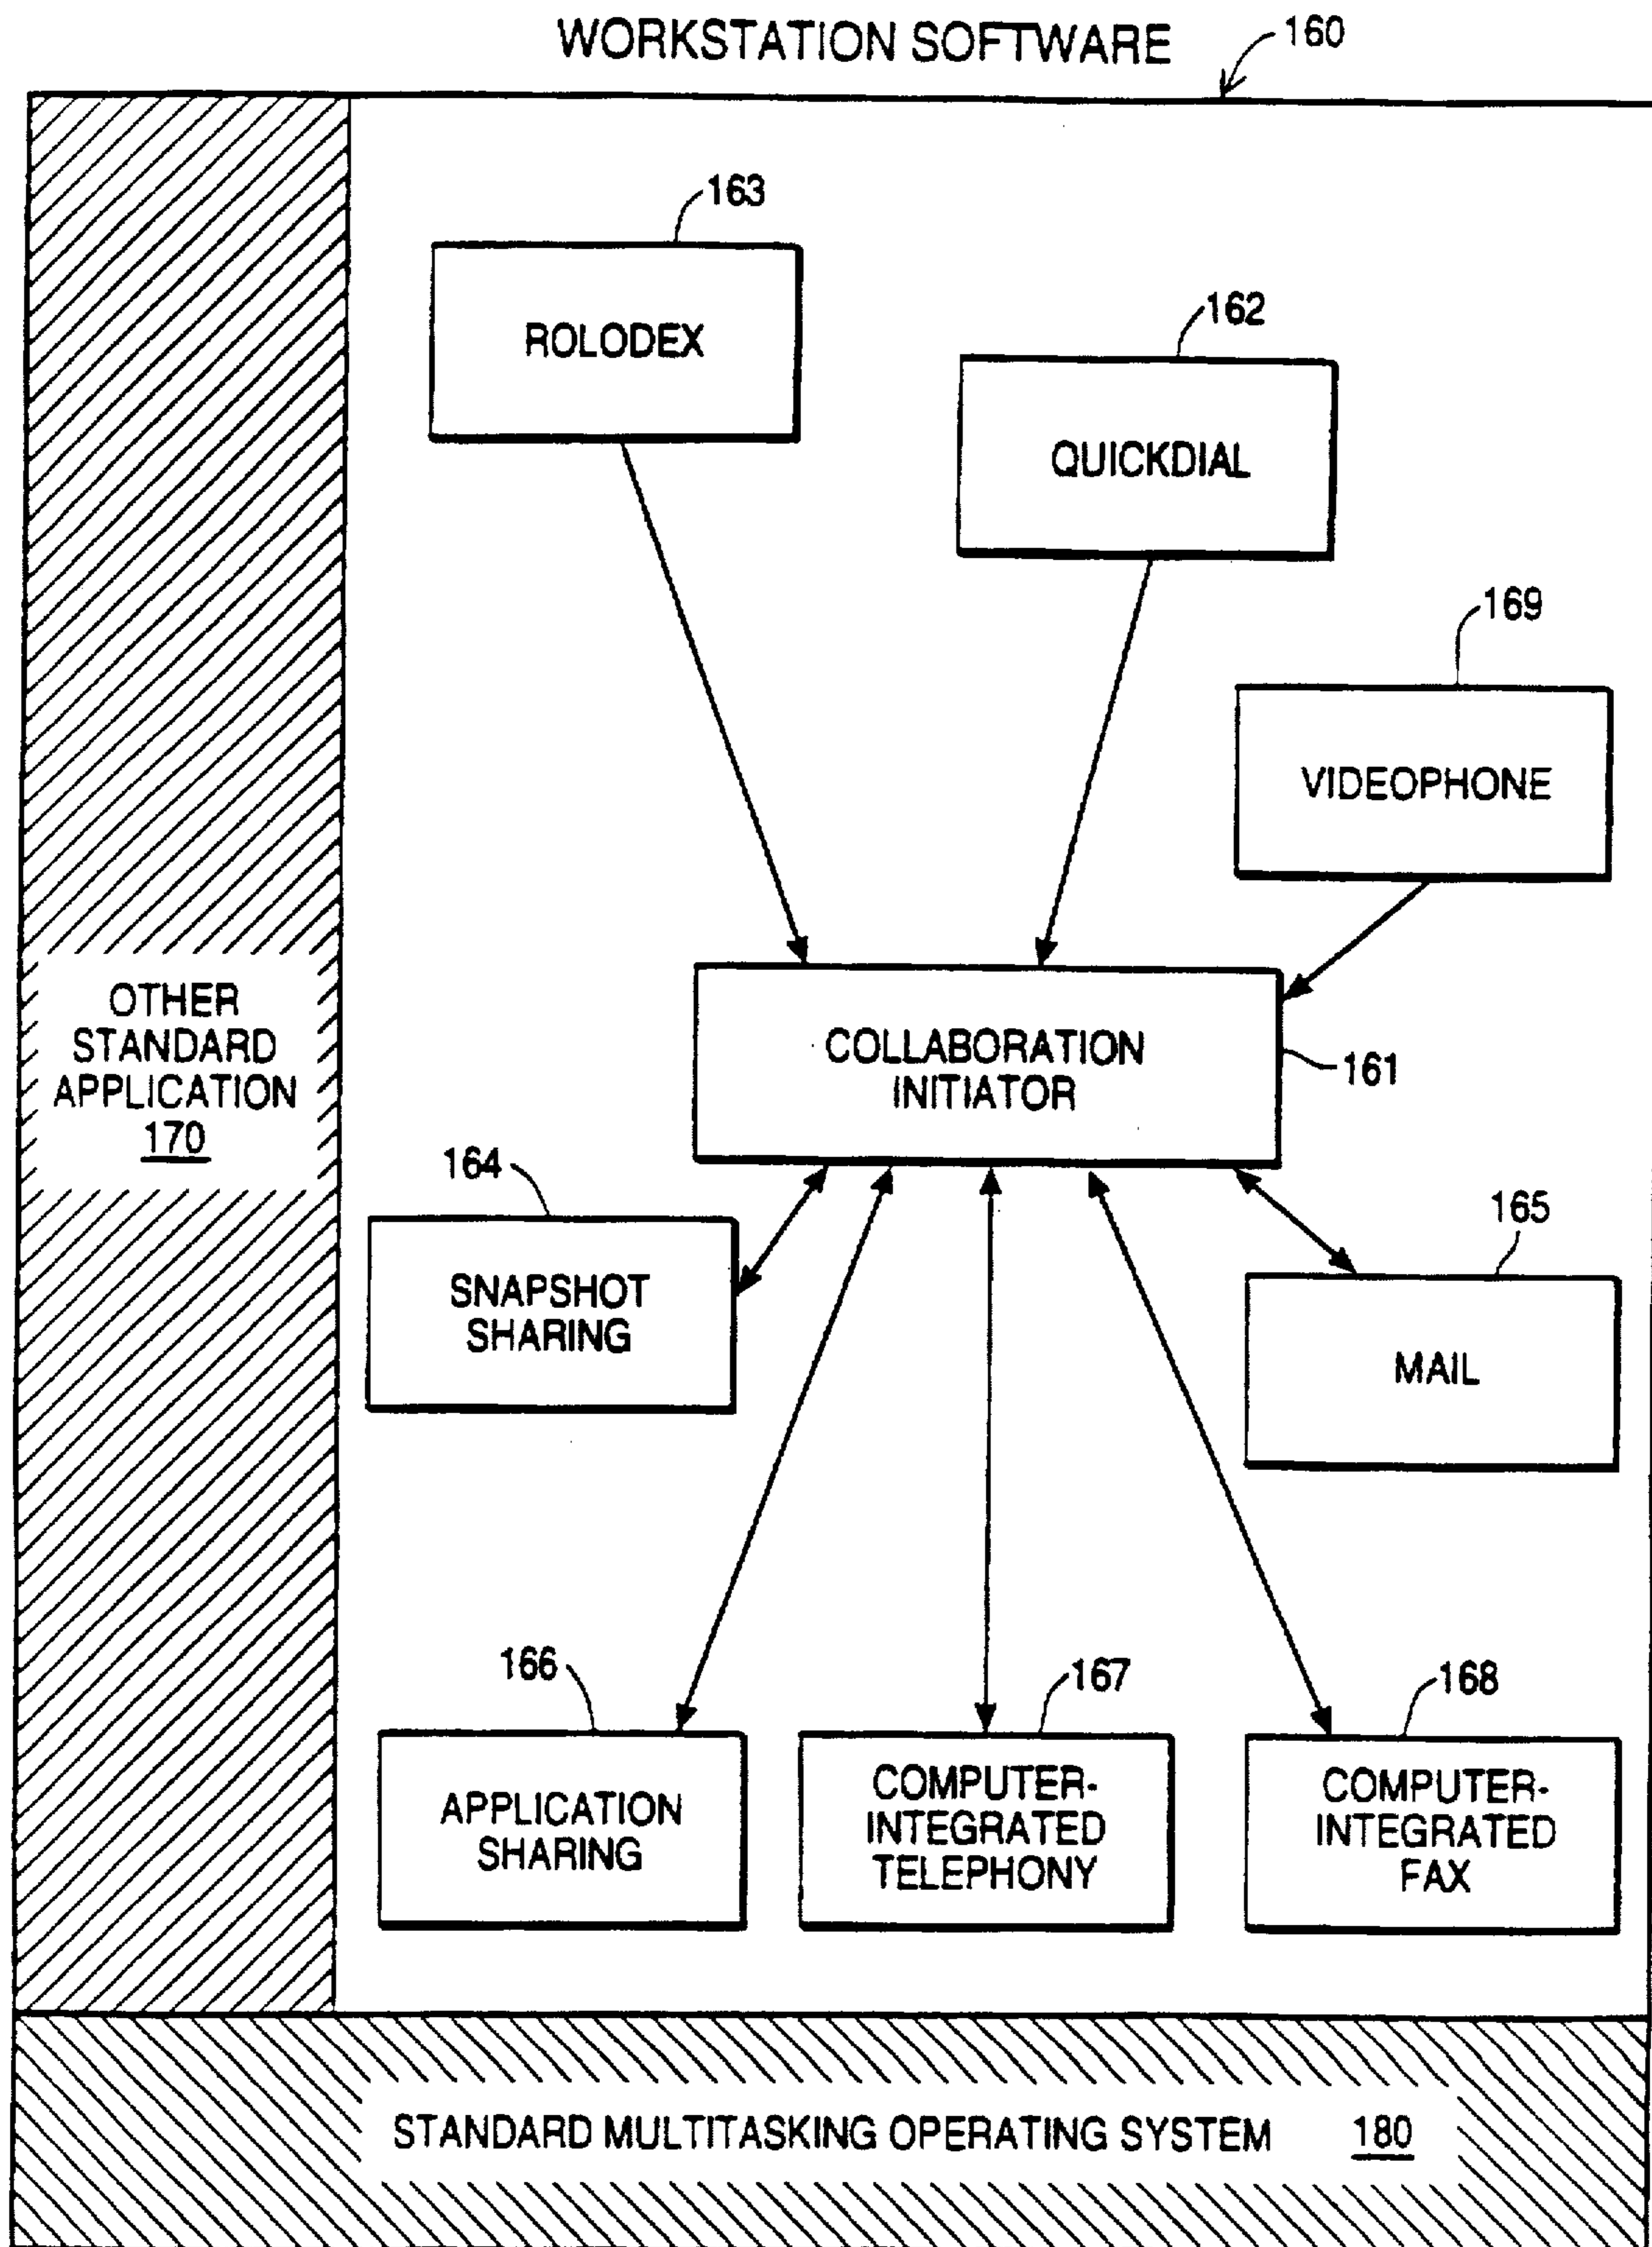 WORKSTATION SOFTWARE
160
163
ROLODEX
162
QUICKDIAL
169
VIDEOPHONE
COLLABORATION
INITIATOR
161
OTHER
STANDARD
APPLICATION
170
164
SNAPSHOT
SHARING
165
MAIL
166
APPLICATION
SHARING
167
COMPUTER-
INTEGRATED
TELEPHONY
168
COMPUTER-
INTEGRATED
FAX
STANDARD MULTITASKING OPERATING SYSTEM 180